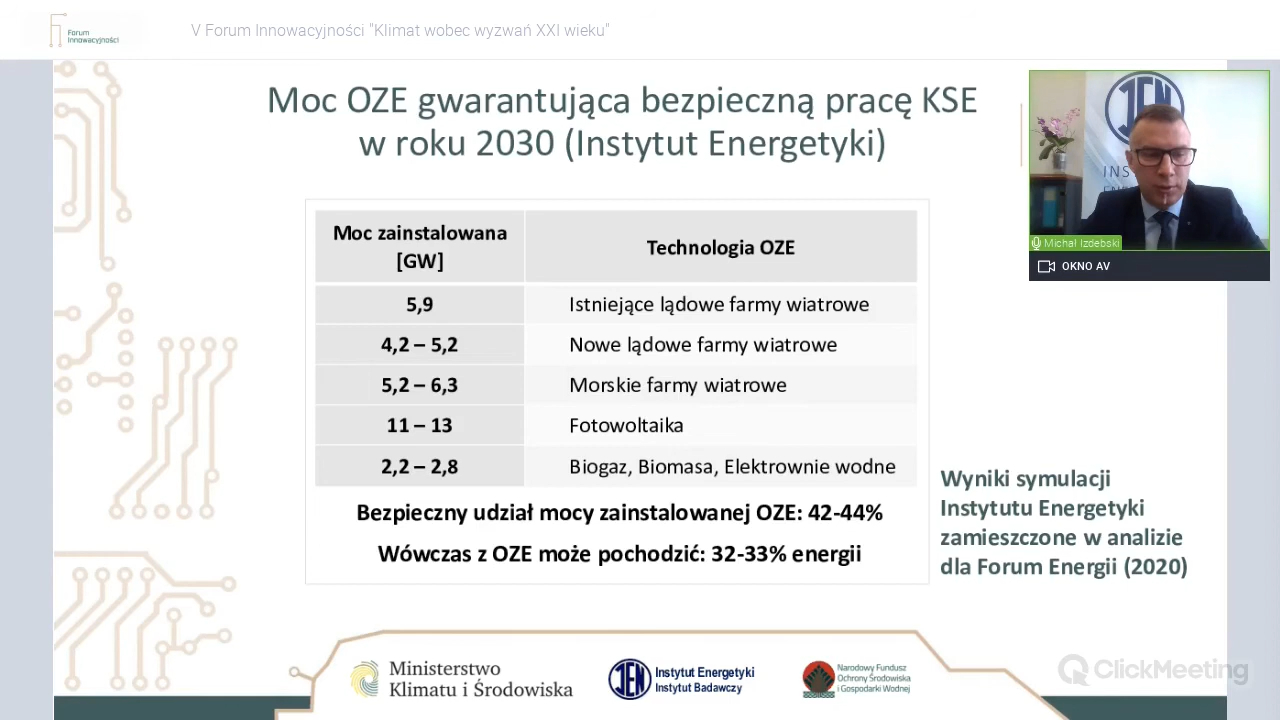 Forum
Innowacyjności
V Forum Innowacyjności "Klimat wobec wyzwań XXI wieku"
Moc OZE gwarantująca bezpieczną pracę KSE
w roku 2030 (Instytut Energetyki)
IEN
INS
Michał Izdebski
OKNO AV
Moc zainstalowana
[GW]
Technologia OZE
5,9 Istniejące lądowe farmy wiatrowe
4,2 – 5,2 Nowe lądowe farmy wiatrowe
5,2 – 6,3 Morskie farmy wiatrowe
11 – 13 Fotowoltaika
2,2 – 2,8 Biogaz, Biomasa, Elektrownie wodne
Bezpieczny udział mocy zainstalowanej OZE: 42-44%
Wówczas z OZE może pochodzić: 32-33% energii
Wyniki symulacji
Instytutu Energetyki
zamieszczone w analizie
dla Forum Energii (2020)
Ministerstwo
Klimatu i Środowiska
IEN
Instytut Energetyki
Instytut Badawczy
Narodowy Fundusz
Ochrony Środowiska
i Gospodarki Wodnej
ClickMeeting